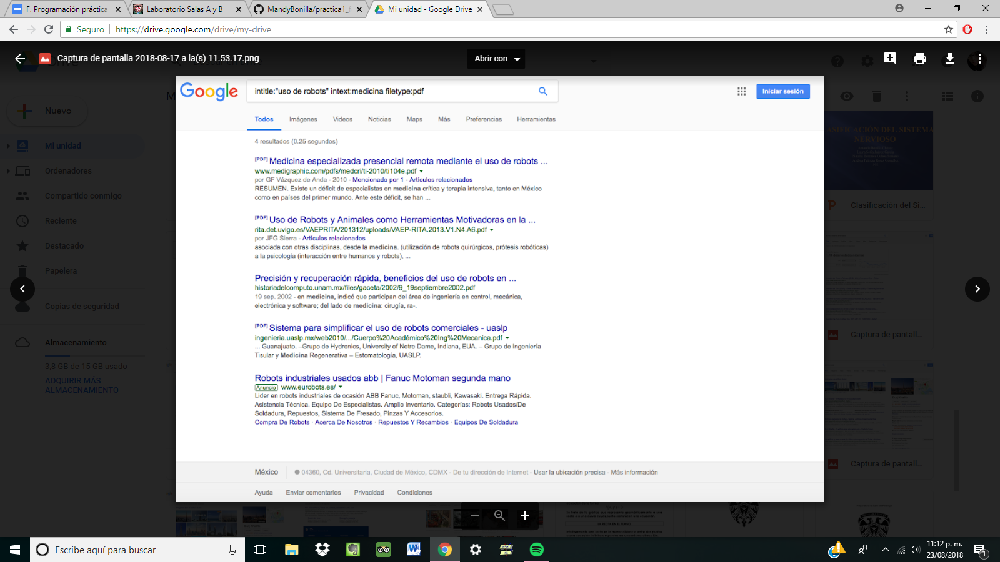 F. Programación práctica
Laboratorio Salas A y B
MandyBonilla/practica1_
Mi unidad - Google Drive
Seguro
https://drive.google.com/drive/my-drive
Captura de pantalla 2018-08-17 a la(s) 11.53.17.png
Abrir con
Nuevo
Mi unidad
Ordenadores
Compartido conmigo
Reciente
Destacado
Papelera
Copias de seguridad
Almacenamiento
3,8 GB de 15 GB usado
ADQUIRIR MÁS
ALMACENAMIENTO
Google
intitle:"uso de robots" intext:medicina filetype:pdf
Iniciar sesión
Todos Imágenes Videos Noticias Maps Más Preferencias Herramientas
4 resultados (0.25 segundos)
[PDF] Medicina especializada presencial remota mediante el uso de robots ...
www.medigraphic.com/pdfs/medcri/ti-2010/ti104e.pdf
por GF Vázquez de Anda - 2010 - Mencionado por 1 - Artículos relacionados
RESUMEN. Existe un déficit de especialistas en medicina crítica y terapia intensiva, tanto en México
como en países del primer mundo. Ante este déficit, se han ...
[PDF] Uso de Robots y Animales como Herramientas Motivadoras en la ...
rita.det.uvigo.es/VAEPRITA/201312/uploads/VAEP-RITA.2013.V1.N4.A6.pdf
por JFG Sierra - Artículos relacionados
asociada con otras disciplinas, desde la medicina. (utilización de robots quirúrgicos, prótesis robóticas)
a la psicología (interacción entre humanos y robots), ...
Precisión y recuperación rápida, beneficios del uso de robots en ...
historiadelcomputo.unam.mx/files/gaceta/2002/9_19septiembre2002.pdf
19 sep. 2002 - en medicina, indicó que participan del área de ingeniería en control, mecánica,
electrónica y software; del lado de medicina: cirugía, ra-.
[PDF] Sistema para simplificar el uso de robots comerciales - uaslp
ingenieria.uaslp.mx/web2010/.../Cuerpo%20Académico%20Ing%20Mecanica.pdf
... Guanajuato. –Grupo de Hydronics, University of Notre Dame, Indiana, EUA. – Grupo de Ingeniería
Tisular y Medicina Regenerativa – Estomatología, UASLP.
Robots industriales usados abb | Fanuc Motoman segunda mano
Anuncio www.eurobots.es/
Lider en robots industriales de ocasión ABB Fanuc, Motoman, staubli, Kawasaki. Entrega Rápida.
Asistencia Técnica. Equipo De Especialistas. Amplio Inventario. Categorías: Robots Usados/De
Soldadura, Repuestos, Sistema De Fresado, Pinzas Y Accesorios.
Compra De Robots · Acerca De Nosotros · Repuestos Y Recambios · Equipos De Soldadura
México
04360, Cd. Universitaria, Ciudad de México, CDMX - De tu dirección de Internet - Usar la ubicación precisa - Más información
Ayuda Enviar comentarios Privacidad Condiciones
DEL SISTEMA
NERVIOSO
Clasificación del Si...
Captura de pantall...
Captura de pantall...
Escribe aquí para buscar
11:12 p. m.
23/08/2018
1